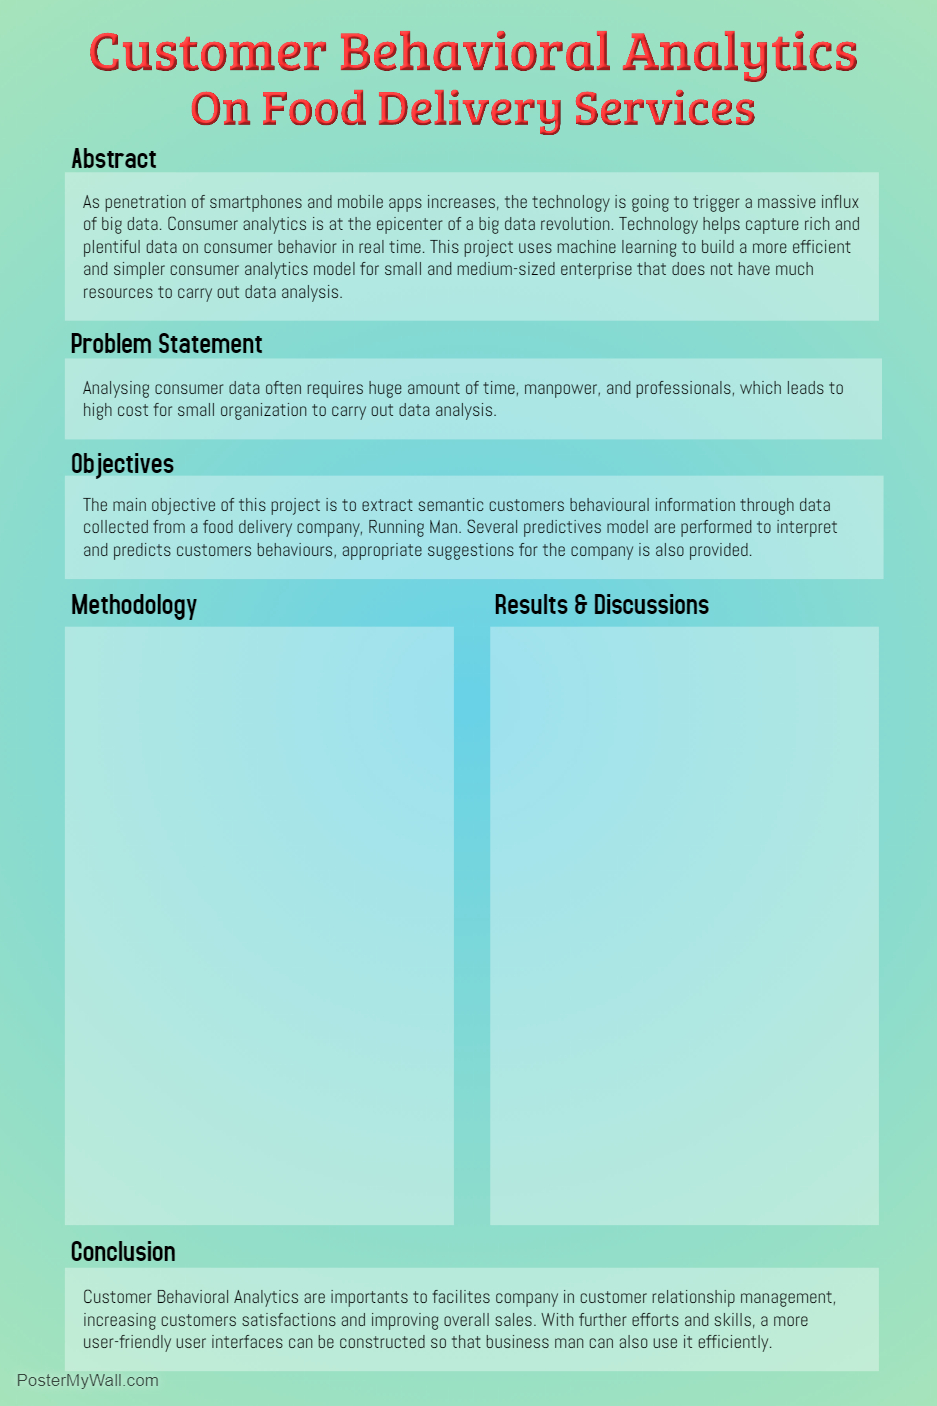 Customer Behavioral Analytics
On Food Delivery Services
Abstract
As penetration of smartphones and mobile apps increases, the technology is going to trigger a massive influx
of big data. Consumer analytics is at the epicenter of a big data revolution. Technology helps capture rich and
plentiful data on consumer behavior in real time. This project uses machine learning to build a more efficient
and simpler consumer analytics model for small and medium-sized enterprise that does not have much
resources to carry out data analysis.
Problem Statement
Analysing consumer data often requires huge amount of time, manpower, and professionals, which leads to
high cost for small organization to carry out data analysis.
Objectives
The main objective of this project is to extract semantic customers behavioural information through data
collected from a food delivery company, Running Man. Several predictives model are performed to interpret
and predicts customers behaviours, appropriate suggestions for the company is also provided.
Methodology
Results & Discussions
Conclusion
Customer Behavioral Analytics are importants to facilites company in customer relationship management,
increasing customers satisfactions and improving overall sales. With further efforts and skills, a more
user-friendly user interfaces can be constructed so that business man can also use it efficiently.
PosterMyWall.com